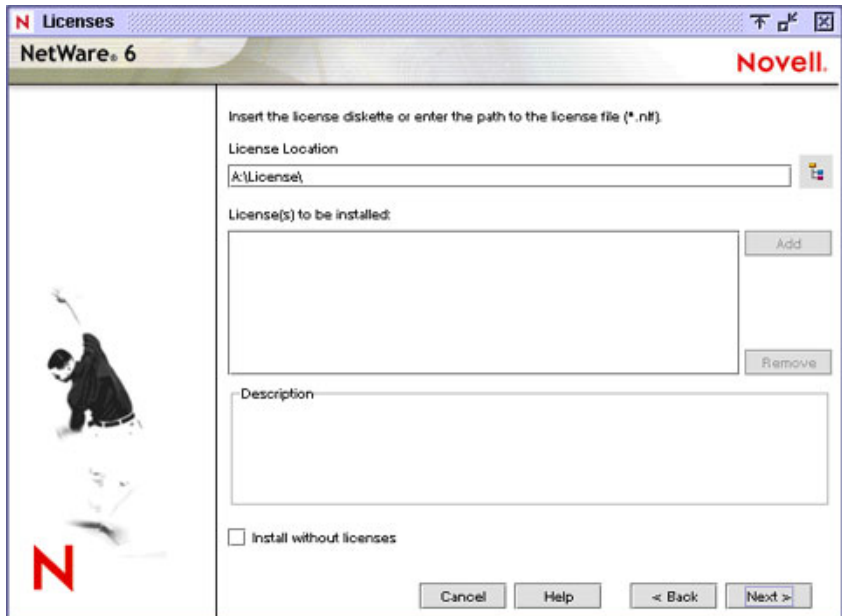 N Licenses
NetWare® 6
Novell.
Insert the license diskette or enter the path to the license file (*.nlf).
License Location
A:\License\
License(s) to be installed:
Add
Remove
Description
Install without licenses
N
Cancel Help < Back Next >